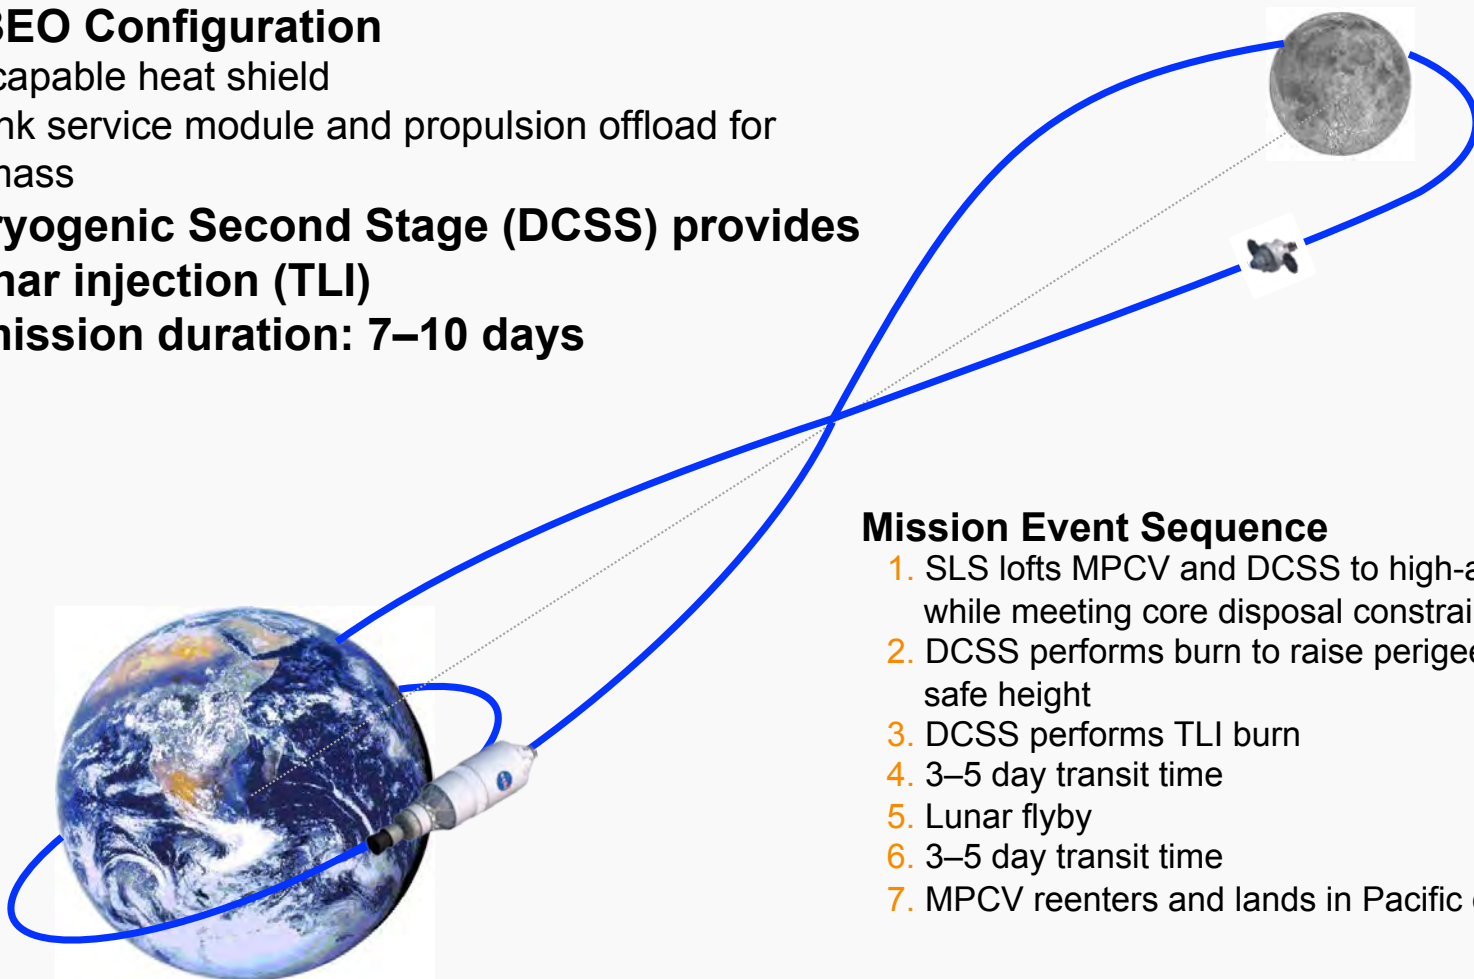 BEO Configuration
capable heat shield
nk service module and propulsion offload for
mass
ryogenic Second Stage (DCSS) provides
nar injection (TLI)
mission duration: 7–10 days
Mission Event Sequence
1. SLS lofts MPCV and DCSS to high-a
while meeting core disposal constrai
2. DCSS performs burn to raise perigee
safe height
3. DCSS performs TLI burn
4. 3–5 day transit time
5. Lunar flyby
6. 3–5 day transit time
7. MPCV reenters and lands in Pacific